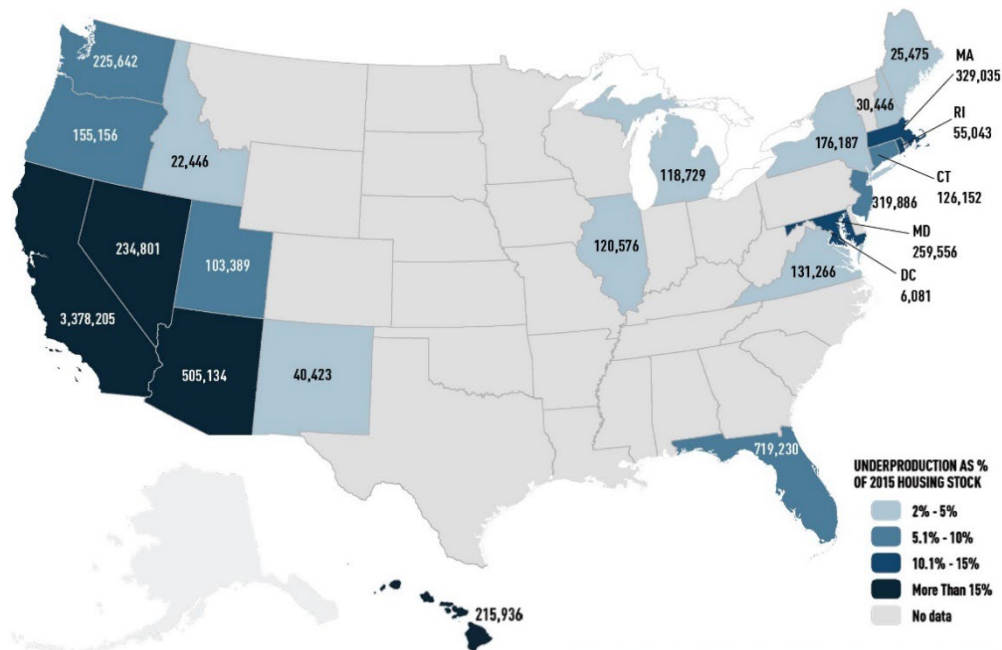 225,642
155,156
22,446
234,801
103,389
3,378,205
505,134
40,423
118,729
120,576
25,475
30,446
176,187
MA
329,035
RI
55,043
CT
126,152
319,886
MD
259,556
DC
6,081
131,266
719,230
215,936
UNDERPRODUCTION AS %
OF 2015 HOUSING STOCK
2% - 5%
5.1% - 10%
10.1% - 15%
More Than 15%
No data